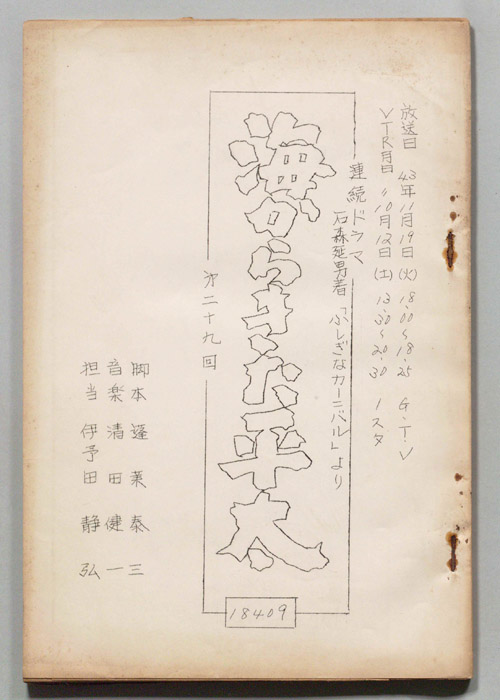 放送日 43年11月19日(火) 18.00~18.25 G.T.V
VTR月日 〃10月12日(土) 13.30~20.30 1スタ
連続ドラマ
石森延男著「ふしぎなカーニバル」より
海からきた平太
第二十九回
脚本 蓬莱泰三
音楽 清田健一
担当 伊予田静弘
18409